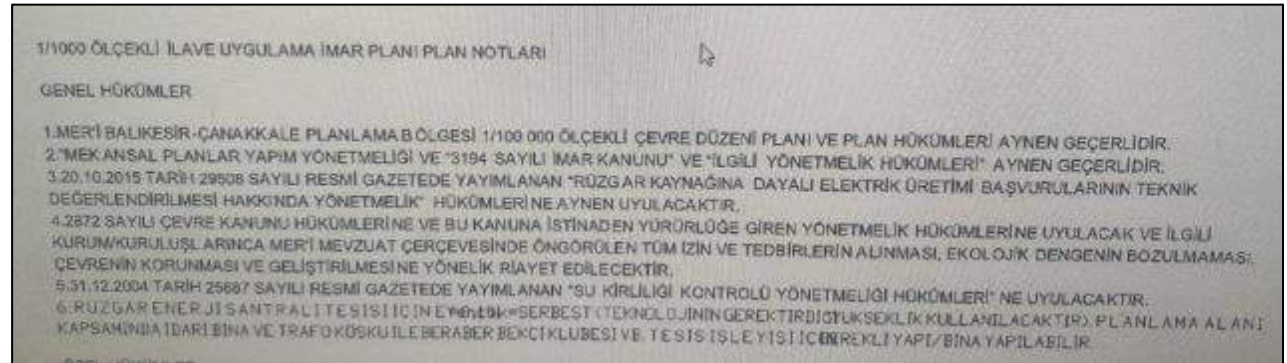 1/1000 ÖLÇEKLİ İLAVE UYGULAMA İMAR PLANI PLAN NOTLARI
GENEL HÜKÜMLER
1.MER'İ BALIKESİR-ÇANAKKALE PLANLAMA BÖLGESİ 1/100 000 ÖLÇEKLİ ÇEVRE DÜZENİ PLANI VE PLAN HÜKÜMLERİ AYNEN GEÇERLİDİR.
2."MEKANSAL PLANLAR YAPIM YÖNETMELİĞİ VE "3194 SAYILI İMAR KANUNU" VE "İLGİLİ YÖNETMELİK HÜKÜMLERİ" AYNEN GEÇERLİDİR.
3.20.10.2015 TARİH 29508 SAYILI RESMİ GAZETEDE YAYIMLANAN "RÜZGAR KAYNAĞINA DAYALI ELEKTRİK ÜRETİMİ BAŞVURULARININ TEKNİK
DEĞERLENDİRİLMESİ HAKKINDA YÖNETMELİK" HÜKÜMLERİNE AYNEN UYULACAKTIR.
4.2872 SAYILI ÇEVRE KANUNU HÜKÜMLERİNE VE BU KANUNA İSTİNADEN YÜRÜRLÜĞE GİREN YÖNETMELİK HÜKÜMLERİNE UYULACAK VE İLGİLİ
KURUM/KURULUŞLARINCA MER'İ MEVZUAT ÇERÇEVESİNDE ÖNGÖRÜLEN TÜM İZİN VE TEDBİRLERİN ALINMASI, EKOLOJİK DENGENİN BOZULMAMASI,
ÇEVRENİN KORUNMASI VE GELİŞTİRİLMESİNE YÖNELİK RİAYET EDİLECEKTİR.
5.31.12.2004 TARİH 25687 SAYILI RESMİ GAZETEDE YAYIMLANAN "SU KİRLİLİĞİ KONTROLÜ YÖNETMELİĞİ HÜKÜMLERİ" NE UYULACAKTIR.
6.RÜZGAR ENERJİ SANTRALİ TESİSİ İÇİN =SERBEST (TEKNOLOJİNİN GEREKTİRDİĞİ YÜKSEKLİK KULLANILACAKTIR). PLANLAMA ALANI
KAPSAMINDA İDARİ BİNA VE TRAFO KÖŞKÜ İLE BERABER BEKÇİ KLUBESİ VE TESİS İŞLEYİŞİ İÇİN GEREKLİ YAPI/BİNA YAPILABİLİR.